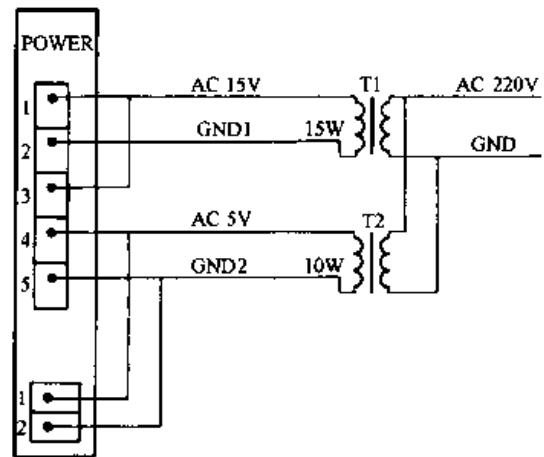 POWER
AC 15V
T1
AC 220V
1
GND1
15W
GND
2
3
AC 5V
T2
4
GND2
10W
5
1
2